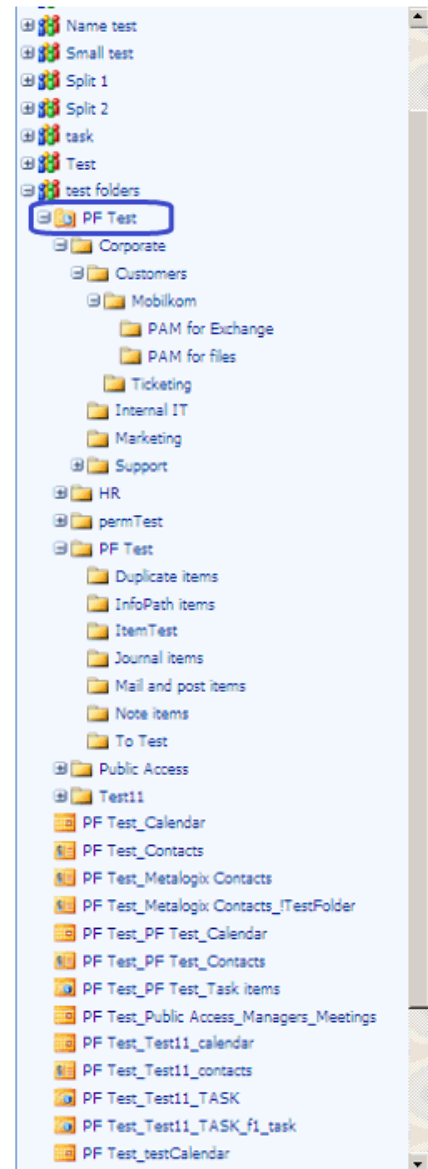 Name test
Small test
Split 1
Split 2
task
Test
test folders
PF Test
Corporate
Customers
Mobilkom
PAM for Exchange
PAM for files
Ticketing
Internal IT
Marketing
Support
HR
permTest
PF Test
Duplicate items
InfoPath items
ItemTest
Journal items
Mail and post items
Note items
To Test
Public Access
Test11
PF Test_Calendar
PF Test_Contacts
PF Test_Metalogix Contacts
PF Test_Metalogix Contacts_!TestFolder
PF Test_PF Test_Calendar
PF Test_PF Test_Contacts
PF Test_PF Test_Task items
PF Test_Public Access_Managers_Meetings
PF Test_Test11_calendar
PF Test_Test11_contacts
PF Test_Test11_TASK
PF Test_Test11_TASK_f1_task
PF Test_testCalendar